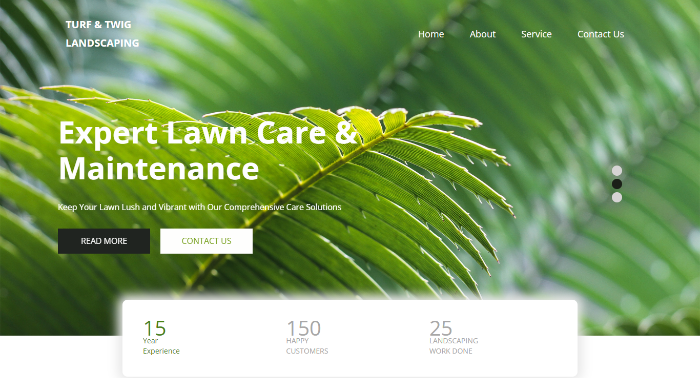 TURF & TWIG
LANDSCAPING
Home About Service Contact Us
Expert Lawn Care &
Maintenance
Keep Your Lawn Lush and Vibrant with Our Comprehensive Care Solutions
READ MORE CONTACT US
15 150 25
Year HAPPY LANDSCAPING
Experience CUSTOMERS WORK DONE